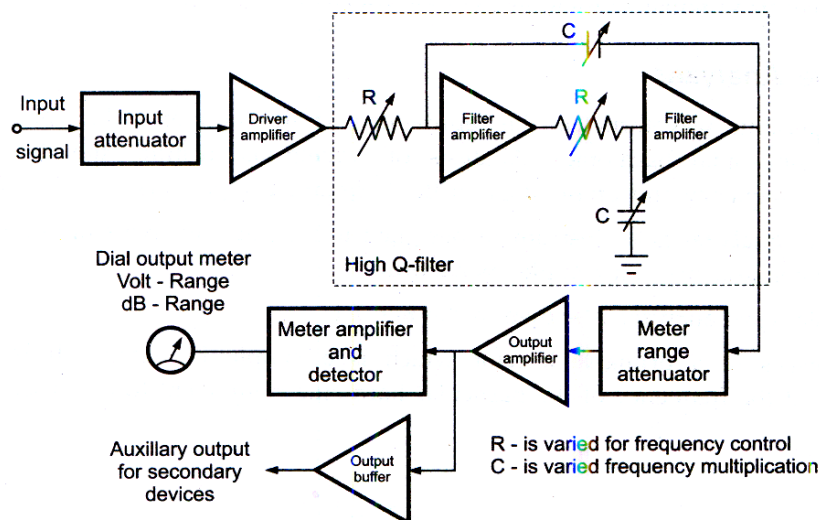 C
Input
signal
Input
attenuator
Driver
amplifier
R
Filter
amplifier
R
Filter
amplifier
C
High Q-filter
Dial output meter
Volt - Range
dB - Range
Meter amplifier
and
detector
Output
amplifier
Meter
range
attenuator
Auxillary output
for secondary
devices
Output
buffer
R - is varied for frequency control
C - is varied frequency multiplication